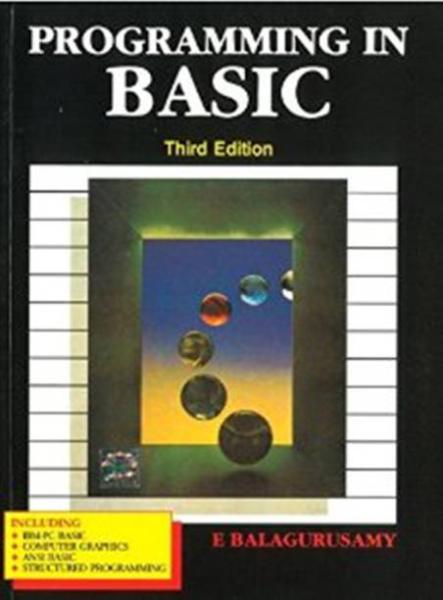 PROGRAMMING IN
BASIC
Third Edition
INCLUDING
IBM-PC BASIC
COMPUTER GRAPHICS
ANSI BASIC
STRUCTURED PROGRAMMING
E BALAGURUSAMY